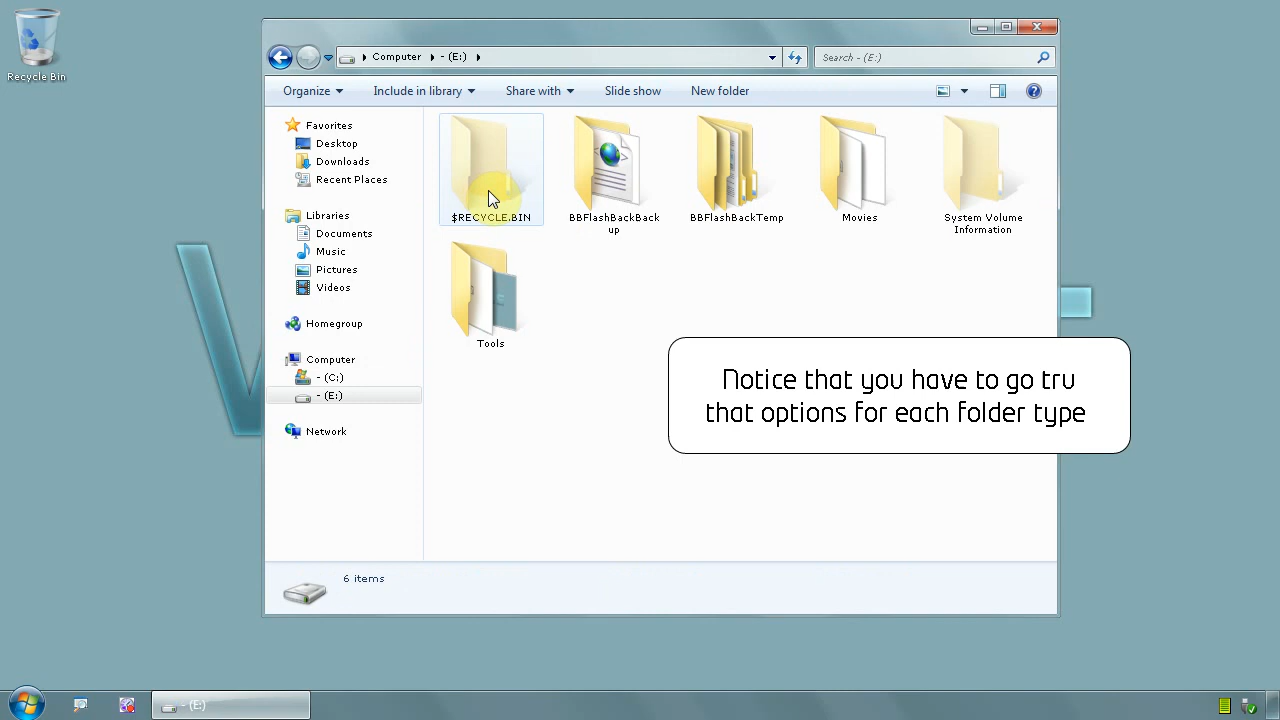 Recycle Bin
Computer - (E:)
Search - (E:)
Organize Include in library Share with Slide show New folder
Favorites
Desktop
Downloads
Recent Places
Libraries
Documents
Music
Pictures
Videos
Homegroup
Computer
- (C:)
- (E:)
Network
$RECYCLE.BIN
BBFlashBackBack
up
BBFlashBackTemp
Movies
System Volume
Information
Tools
Notice that you have to go tru
that options for each folder type
6 items
- (E:)